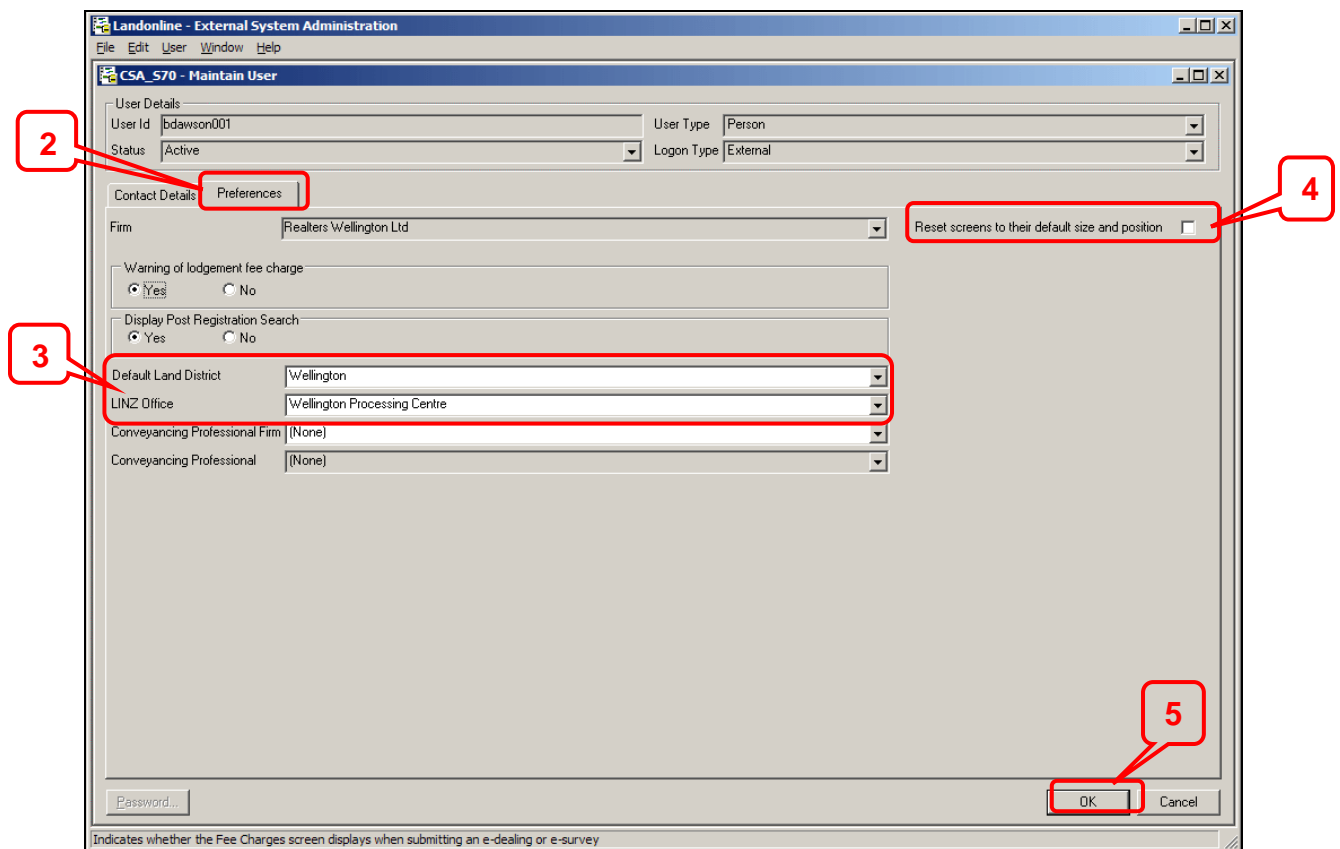 Landonline - External System Administration
File Edit User Window Help
CSA_S70 - Maintain User
User Details
User Id bdawson001 User Type Person
Status Active Logon Type External
2
Contact Details Preferences
4
Firm Realters Wellington Ltd Reset screens to their default size and position
Warning of lodgement fee charge
Yes No
Display Post Registration Search
Yes No
3
Default Land District Wellington
LINZ Office Wellington Processing Centre
Conveyancing Professional Firm (None)
Conveyancing Professional (None)
5
Password... OK Cancel
Indicates whether the Fee Charges screen displays when submitting an e-dealing or e-survey